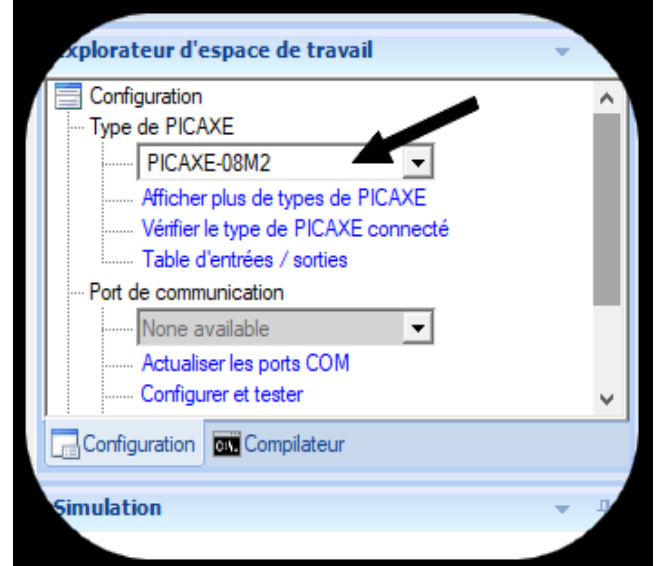 Explorateur d'espace de travail
Configuration
Type de PICAXE
PICAXE-08M2
Afficher plus de types de PICAXE
Vérifier le type de PICAXE connecté
Table d'entrées / sorties
Port de communication
None available
Actualiser les ports COM
Configurer et tester
Configuration Compilateur
Simulation